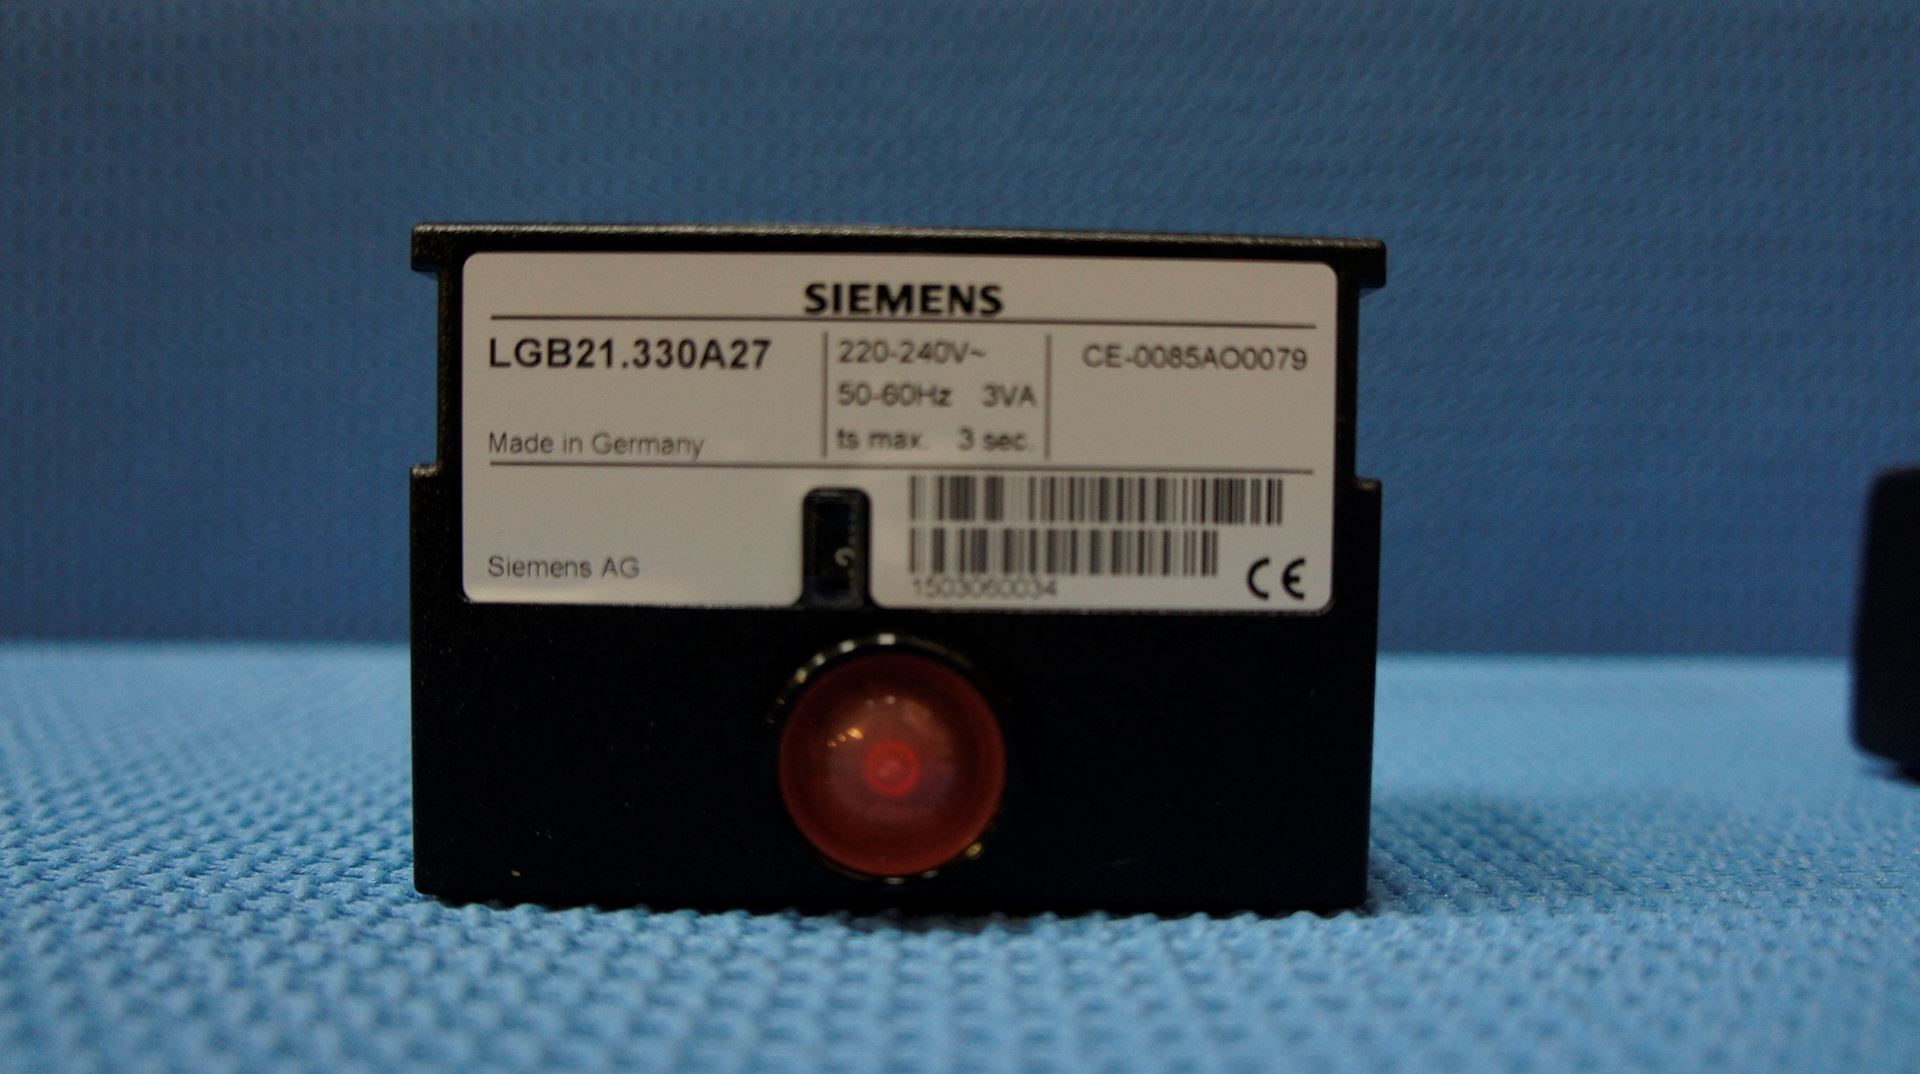 SIEMENS
LGB21.330A27
220-240V~
50-60Hz 3VA
ts max. 3 sec.
CE-0085AO0079
Made in Germany
Siemens AG
1503060034
CE